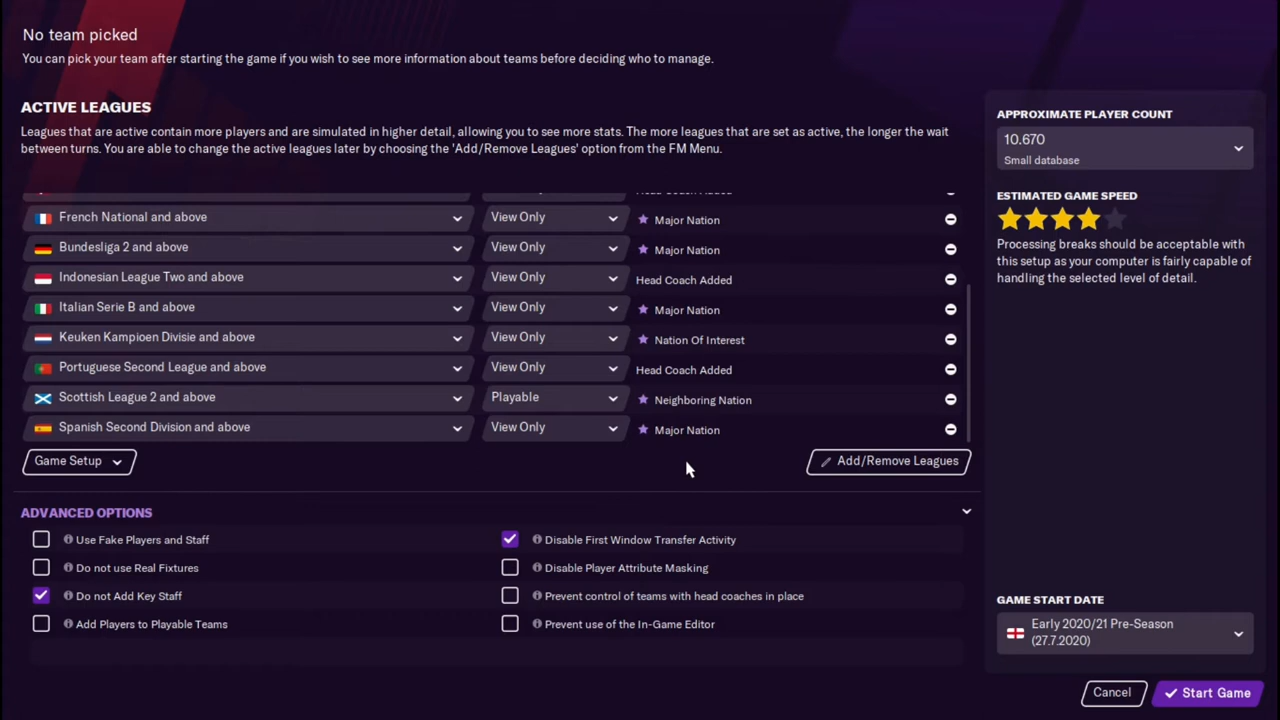 No team picked
You can pick your team after starting the game if you wish to see more information about teams before deciding who to manage.
ACTIVE LEAGUES
Leagues that are active contain more players and are simulated in higher detail, allowing you to see more stats. The more leagues that are set as active, the longer the wait
between turns. You are able to change the active leagues later by choosing the 'Add/Remove Leagues' option from the FM Menu.
Head Coach Added
French National and above View Only Major Nation
Bundesliga 2 and above View Only Major Nation
Indonesian League Two and above View Only Head Coach Added
Italian Serie B and above View Only Major Nation
Keuken Kampioen Divisie and above View Only Nation Of Interest
Portuguese Second League and above View Only Head Coach Added
Scottish League 2 and above Playable Neighboring Nation
Spanish Second Division and above View Only Major Nation
Game Setup Add/Remove Leagues
ADVANCED OPTIONS
Use Fake Players and Staff Disable First Window Transfer Activity
Do not use Real Fixtures Disable Player Attribute Masking
Do not Add Key Staff Prevent control of teams with head coaches in place
Add Players to Playable Teams Prevent use of the In-Game Editor
APPROXIMATE PLAYER COUNT
10.670
Small database
ESTIMATED GAME SPEED
Processing breaks should be acceptable with
this setup as your computer is fairly capable of
handling the selected level of detail.
GAME START DATE
Early 2020/21 Pre-Season
(27.7.2020)
Cancel Start Game